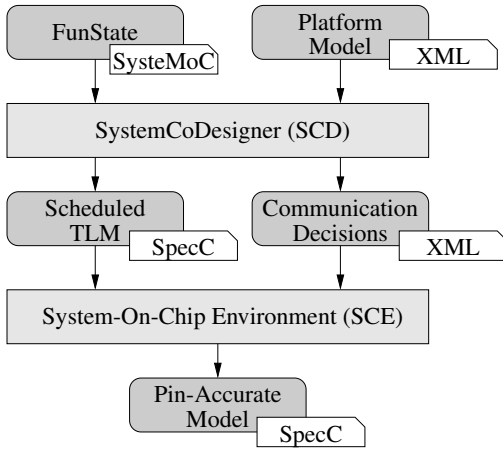 FunState
SysteMoC
Platform
Model
XML
SystemCoDesigner (SCD)
Scheduled
TLM
SpecC
Communication
Decisions
XML
System-On-Chip Environment (SCE)
Pin-Accurate
Model
SpecC